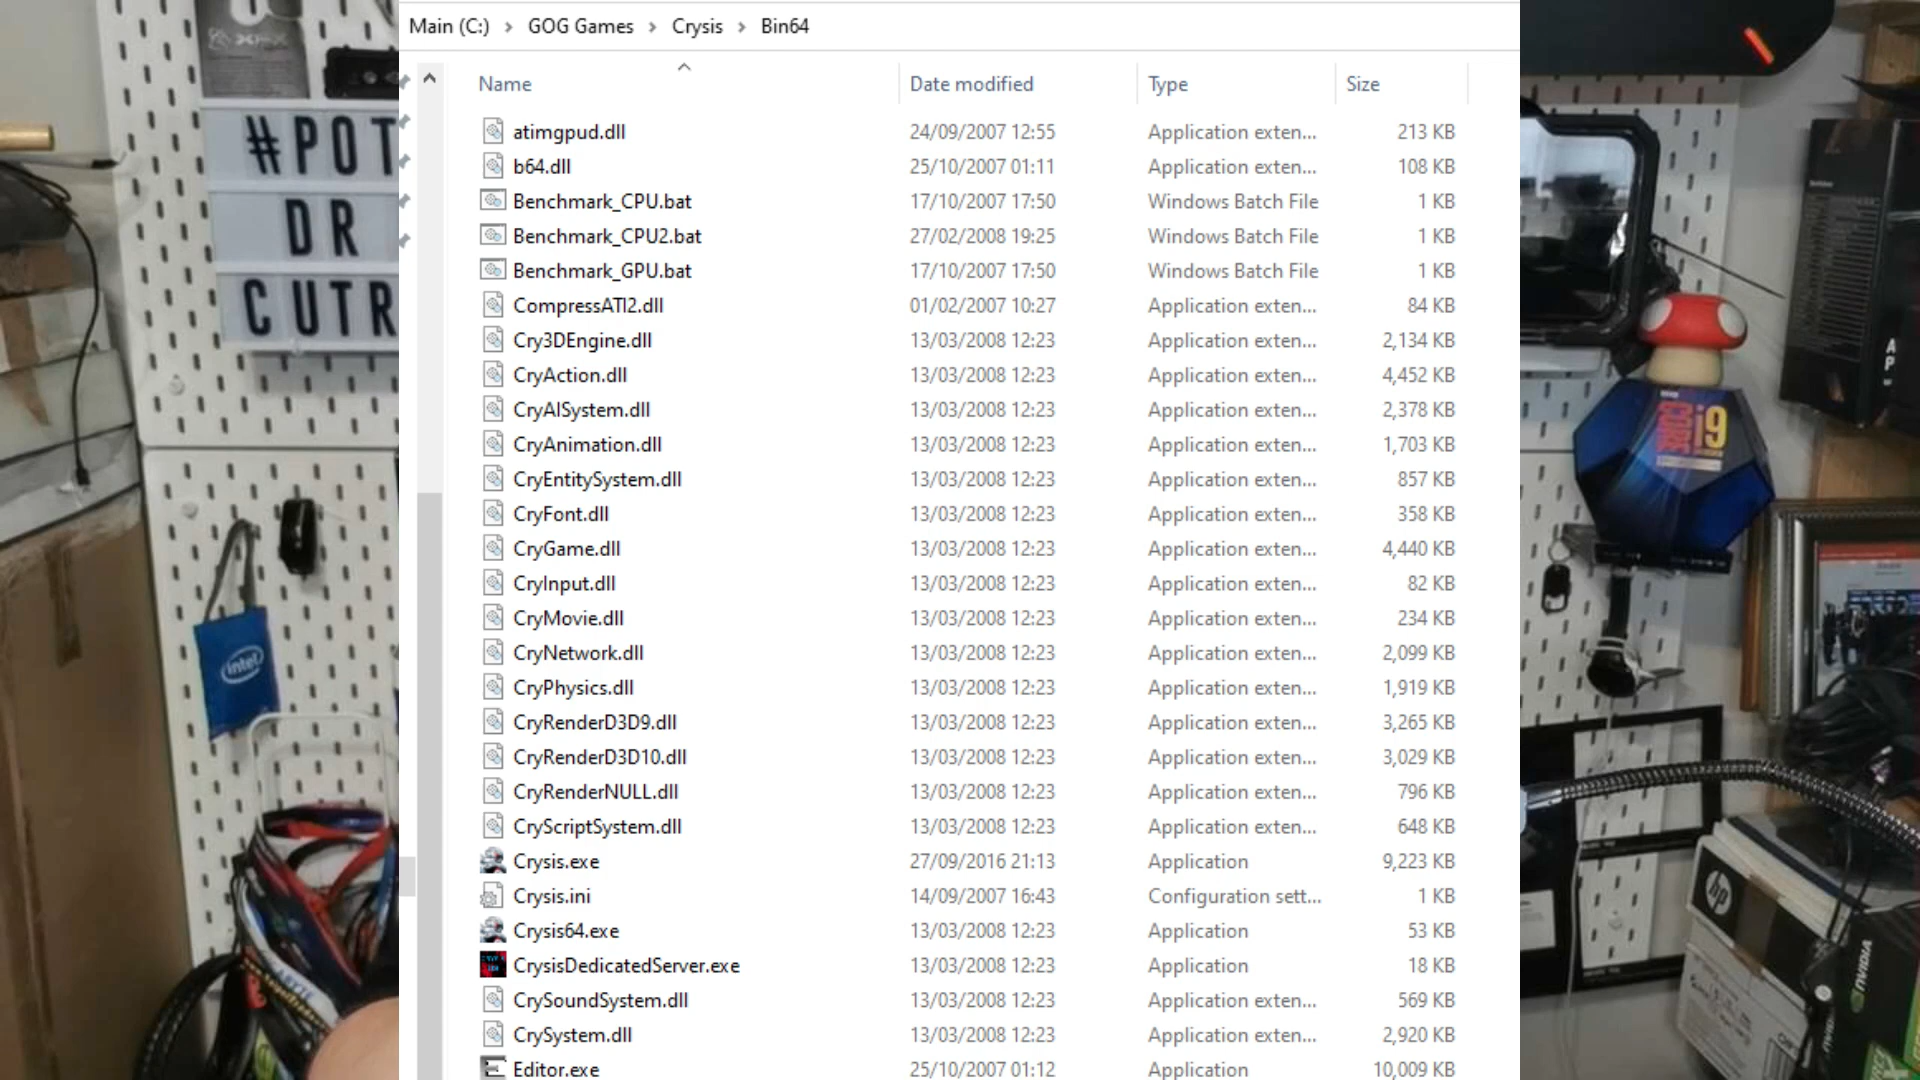 Main (C:) > GOG Games > Crysis > Bin64
Name Date modified Type Size
atimgpud.dll 24/09/2007 12:55 Application exten... 213 KB
b64.dll 25/10/2007 01:11 Application exten... 108 KB
Benchmark_CPU.bat 17/10/2007 17:50 Windows Batch File 1 KB
Benchmark_CPU2.bat 27/02/2008 19:25 Windows Batch File 1 KB
Benchmark_GPU.bat 17/10/2007 17:50 Windows Batch File 1 KB
CompressATI2.dll 01/02/2007 10:27 Application exten... 84 KB
Cry3DEngine.dll 13/03/2008 12:23 Application exten... 2,134 KB
CryAction.dll 13/03/2008 12:23 Application exten... 4,452 KB
CryAISystem.dll 13/03/2008 12:23 Application exten... 2,378 KB
CryAnimation.dll 13/03/2008 12:23 Application exten... 1,703 KB
CryEntitySystem.dll 13/03/2008 12:23 Application exten... 857 KB
CryFont.dll 13/03/2008 12:23 Application exten... 358 KB
CryGame.dll 13/03/2008 12:23 Application exten... 4,440 KB
CryInput.dll 13/03/2008 12:23 Application exten... 82 KB
CryMovie.dll 13/03/2008 12:23 Application exten... 234 KB
CryNetwork.dll 13/03/2008 12:23 Application exten... 2,099 KB
CryPhysics.dll 13/03/2008 12:23 Application exten... 1,919 KB
CryRenderD3D9.dll 13/03/2008 12:23 Application exten... 3,265 KB
CryRenderD3D10.dll 13/03/2008 12:23 Application exten... 3,029 KB
CryRenderNULL.dll 13/03/2008 12:23 Application exten... 796 KB
CryScriptSystem.dll 13/03/2008 12:23 Application exten... 648 KB
Crysis.exe 27/09/2016 21:13 Application 9,223 KB
Crysis.ini 14/09/2007 16:43 Configuration sett... 1 KB
Crysis64.exe 13/03/2008 12:23 Application 53 KB
CrysisDedicatedServer.exe 13/03/2008 12:23 Application 18 KB
CrySoundSystem.dll 13/03/2008 12:23 Application exten... 569 KB
CrySystem.dll 13/03/2008 12:23 Application exten... 2,920 KB
Editor.exe 25/10/2007 01:12 Application 10,009 KB
#POT
DR
CUTR
intel
CORE i9
hp
NVIDIA